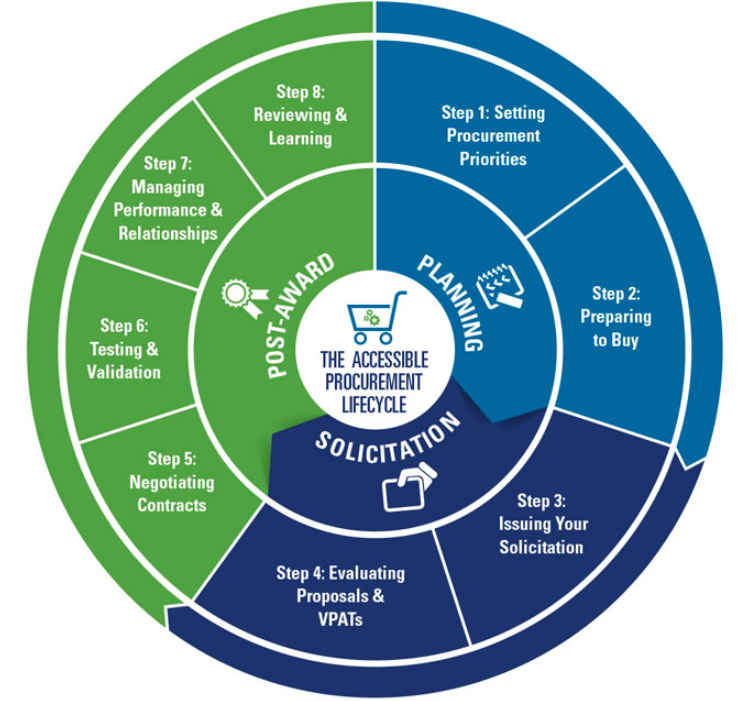 THE ACCESSIBLE
PROCUREMENT
LIFECYCLE
PLANNING
Step 1: Setting
Procurement
Priorities
Step 2:
Preparing
to Buy
SOLICITATION
Step 3:
Issuing Your
Solicitation
Step 4: Evaluating
Proposals &
VPATs
POST-AWARD
Step 5:
Negotiating
Contracts
Step 6:
Testing &
Validation
Step 7:
Managing
Performance &
Relationships
Step 8:
Reviewing &
Learning